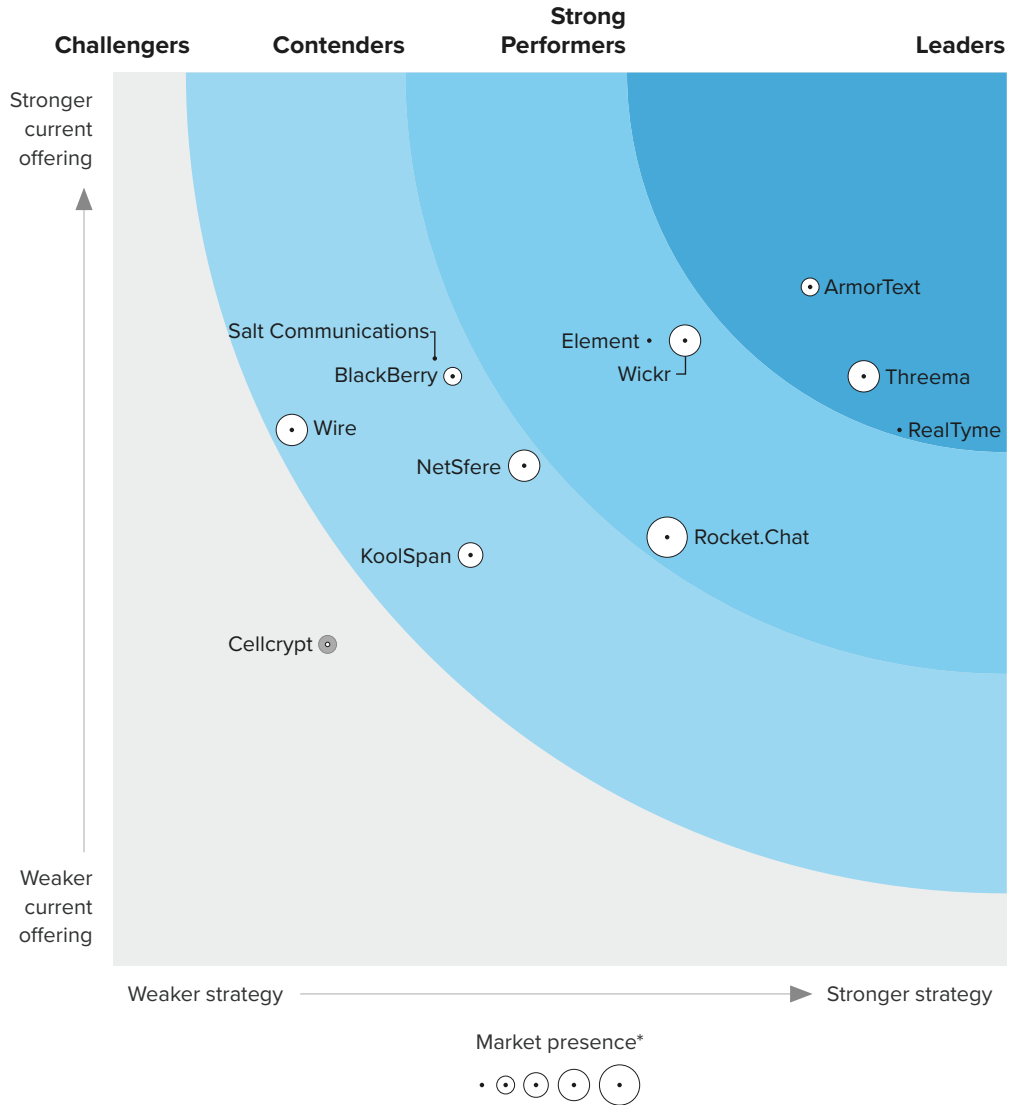 Challengers
Contenders
Strong
Performers
Leaders
Stronger
current
offering
ArmorText
Salt Communications
Element
Wickr
BlackBerry
Threema
Wire
RealTyme
NetSfere
Rocket.Chat
KoolSpan
Cellcrypt
Weaker
current
offering
Weaker strategy
Stronger strategy
Market presence*